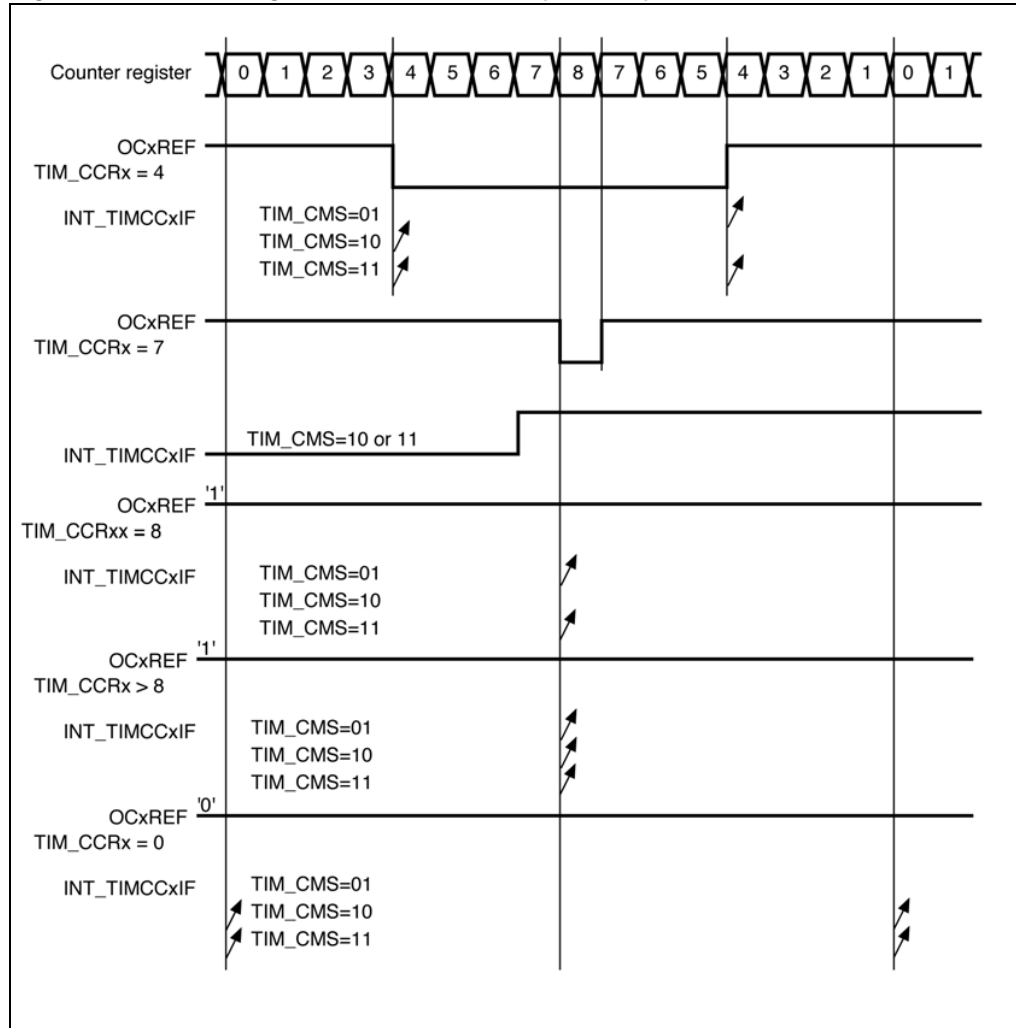 Counter register 0 1 2 3 4 5 6 7 8 7 6 5 4 3 2 1 0 1
OCxREF
TIM_CCRx = 4
INT_TIMCCxIF TIM_CMS=01
TIM_CMS=10
TIM_CMS=11
OCxREF
TIM_CCRx = 7
TIM_CMS=10 or 11
INT_TIMCCxIF
OCxREF '1'
TIM_CCRxx = 8
INT_TIMCCxIF TIM_CMS=01
TIM_CMS=10
TIM_CMS=11
OCxREF '1'
TIM_CCRx > 8
INT_TIMCCxIF TIM_CMS=01
TIM_CMS=10
TIM_CMS=11
OCxREF '0'
TIM_CCRx = 0
INT_TIMCCxIF TIM_CMS=01
TIM_CMS=10
TIM_CMS=11